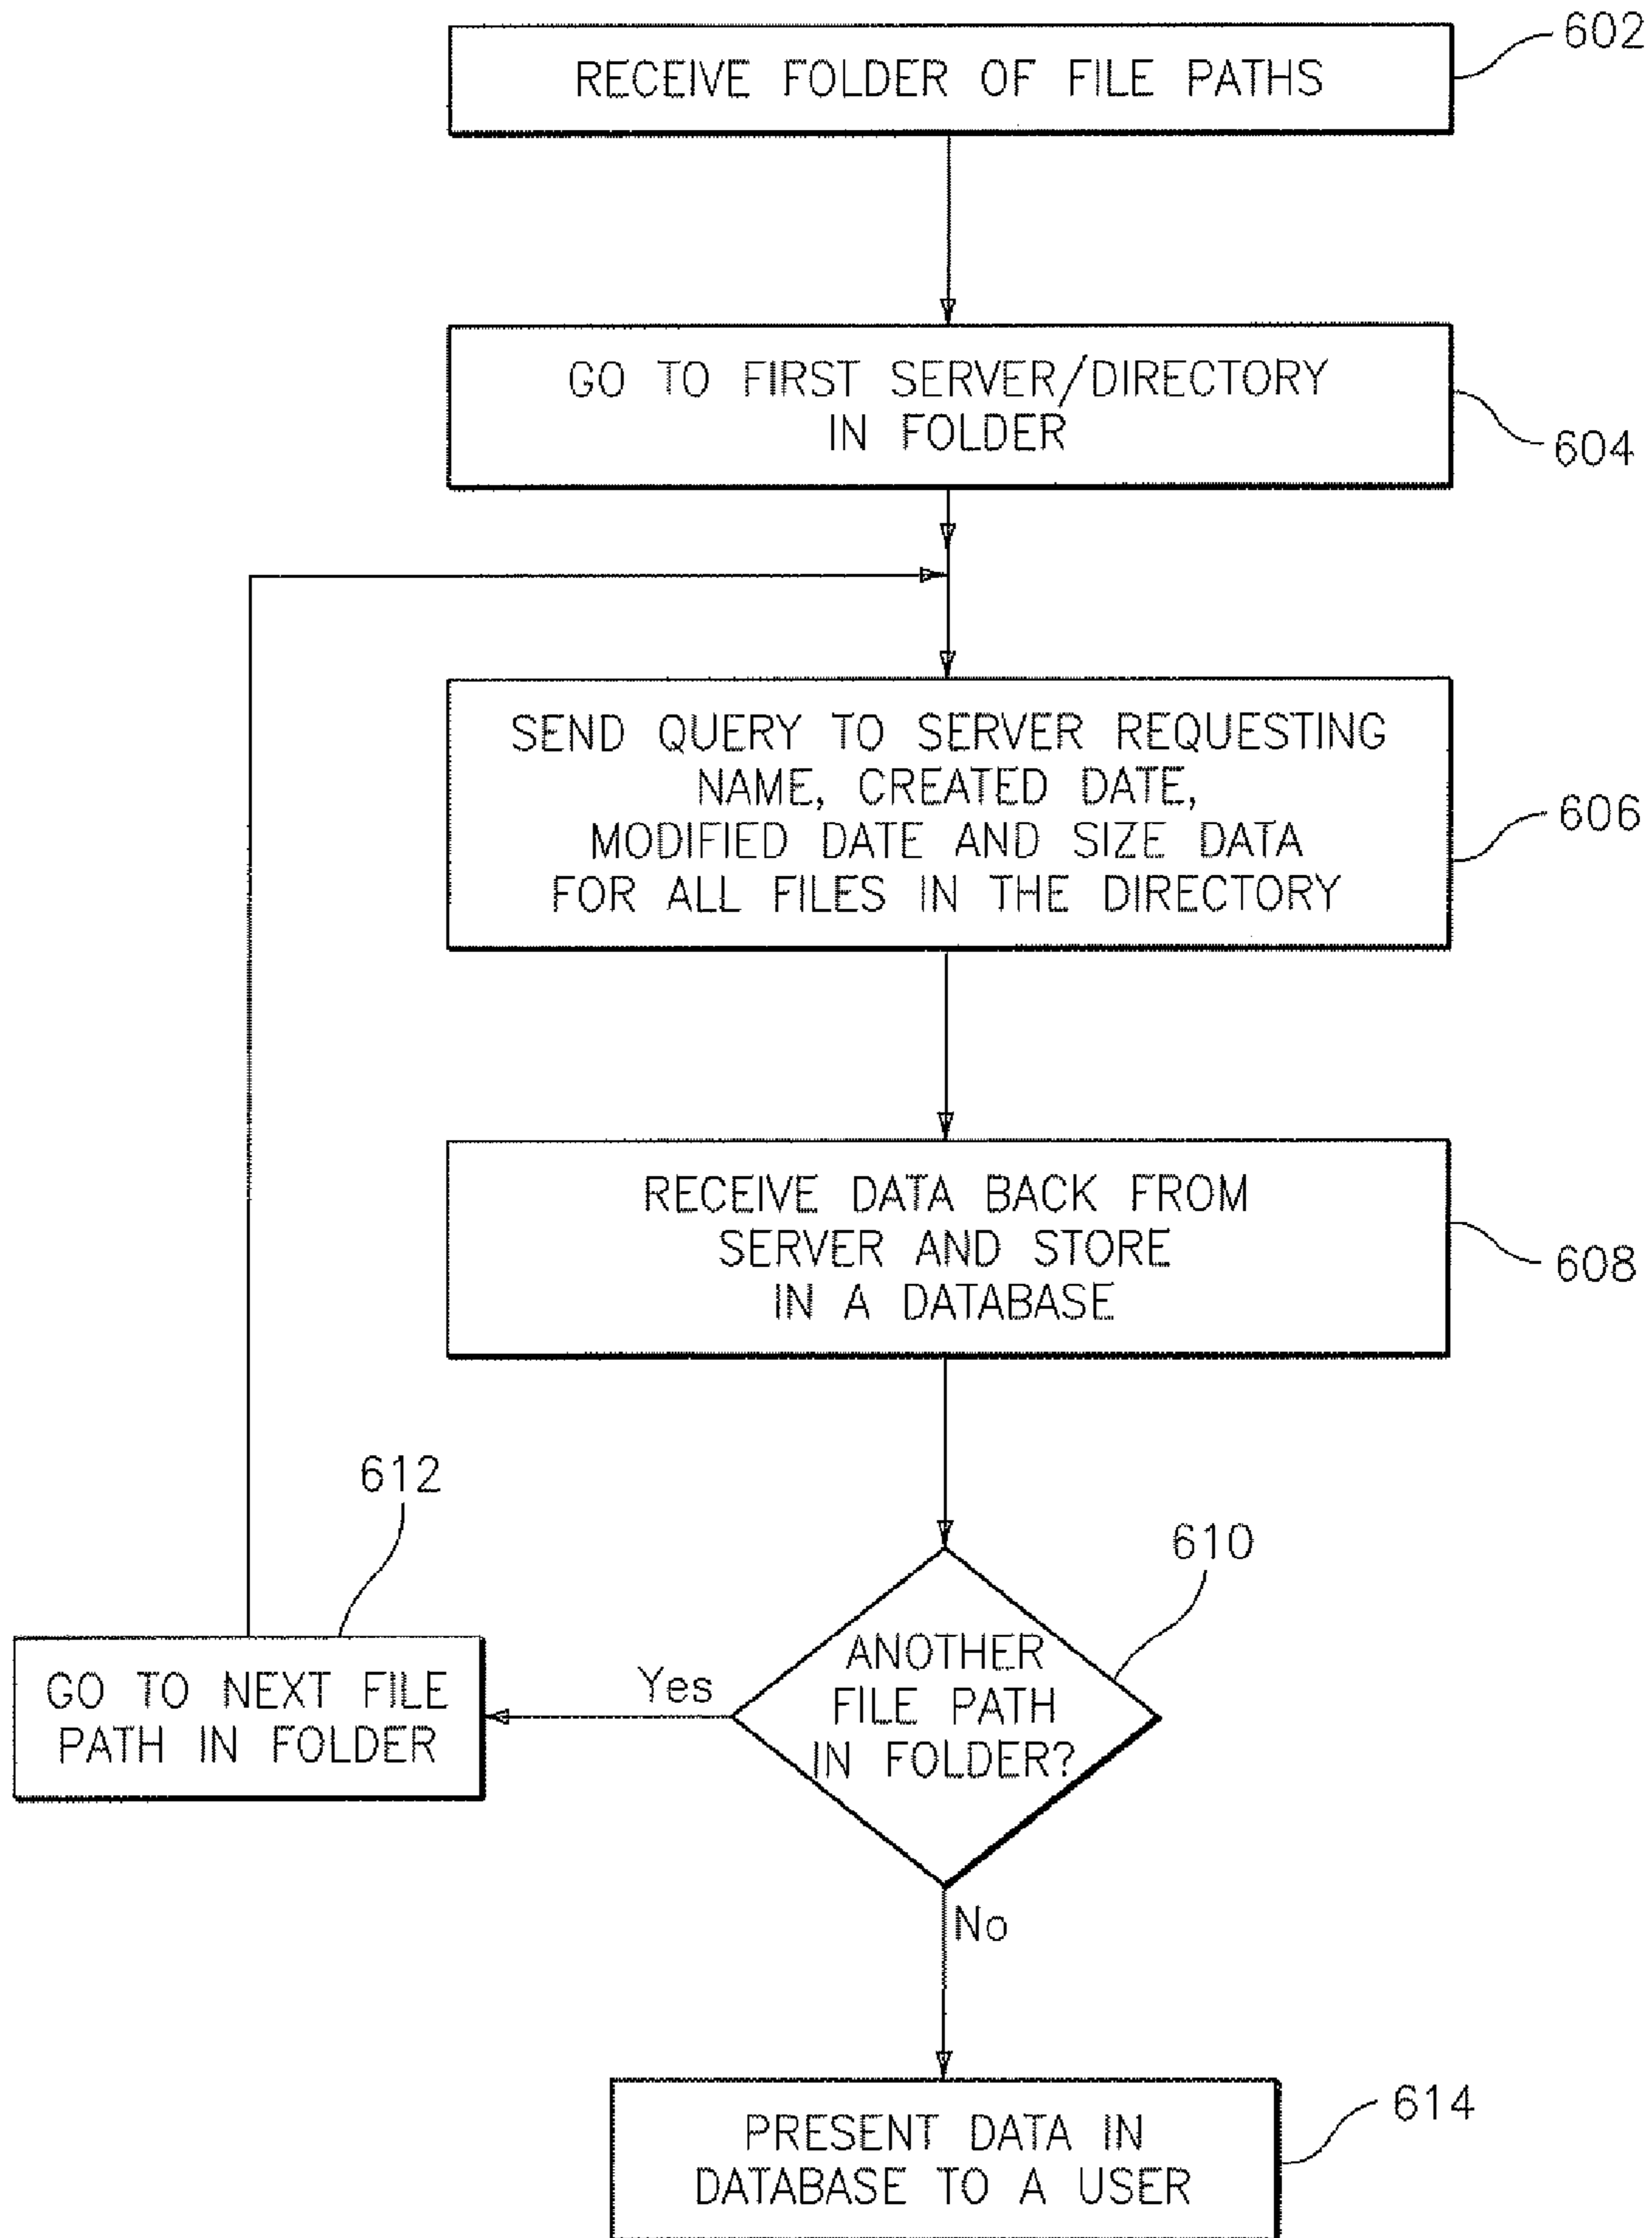 602
RECEIVE FOLDER OF FILE PATHS
GO TO FIRST SERVER/DIRECTORY
IN FOLDER
604
SEND QUERY TO SERVER REQUESTING
NAME, CREATED DATE,
MODIFIED DATE AND SIZE DATA
FOR ALL FILES IN THE DIRECTORY
606
RECEIVE DATA BACK FROM
SERVER AND STORE
IN A DATABASE
608
612
610
ANOTHER
FILE PATH
IN FOLDER?
Yes
GO TO NEXT FILE
PATH IN FOLDER
No
614
PRESENT DATA IN
DATABASE TO A USER